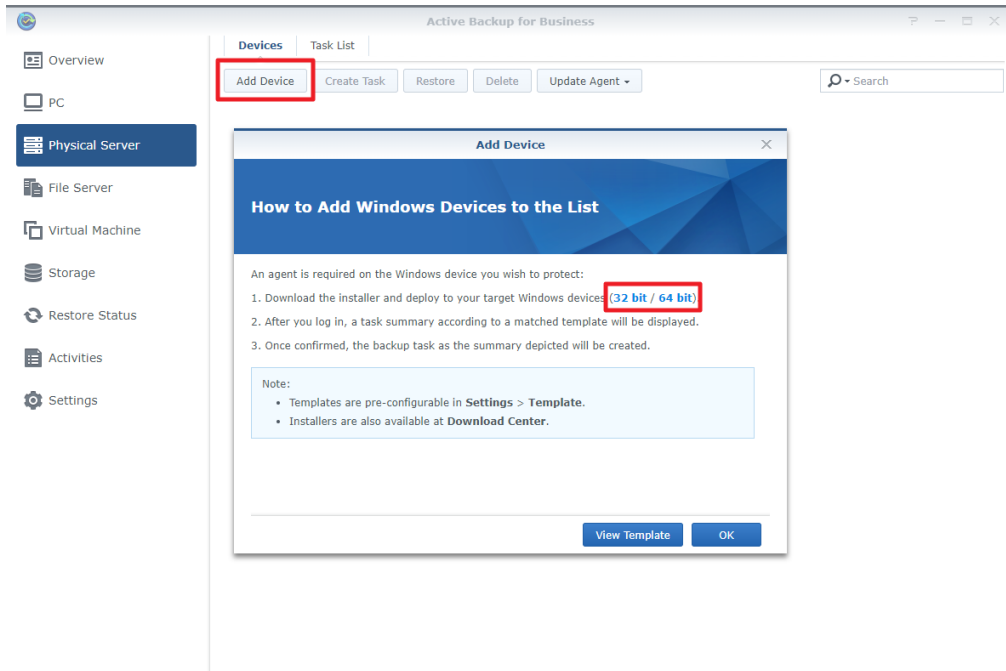 Active Backup for Business
Overview
PC
Physical Server
File Server
Virtual Machine
Storage
Restore Status
Activities
Settings
Devices Task List
Add Device Create Task Restore Delete Update Agent Search
Add Device
How to Add Windows Devices to the List
An agent is required on the Windows device you wish to protect:
1. Download the installer and deploy to your target Windows devices (32 bit / 64 bit)
2. After you log in, a task summary according to a matched template will be displayed.
3. Once confirmed, the backup task as the summary depicted will be created.
Note:
• Templates are pre-configurable in Settings > Template.
• Installers are also available at Download Center.
View Template OK